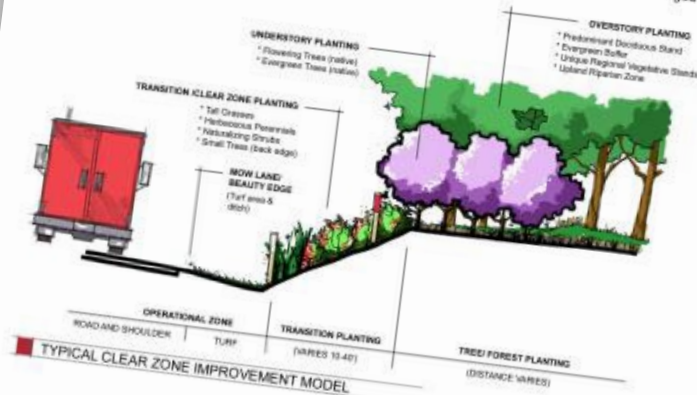 UNDERSTORY PLANTING
* Flowering Trees (native)
* Evergreen Trees (native)
OVERSTORY PLANTING
* Predominant Deciduous Stand
* Evergreen Buffer
* Unique Regional Vegetative Stands
* Upland Riparian Zone
TRANSITION /CLEAR ZONE PLANTING
* Tall Grasses
* Herbaceous Perennials
* Naturalizing Shrubs
* Small Trees (back edge)
MOW LANE/
BEAUTY EDGE
(Turf area &
ditch)
OPERATIONAL ZONE
ROAD AND SHOULDER
TURF
TRANSITION PLANTING
(VARIES 10-40')
TREE/ FOREST PLANTING
(DISTANCE VARIES)
TYPICAL CLEAR ZONE IMPROVEMENT MODEL